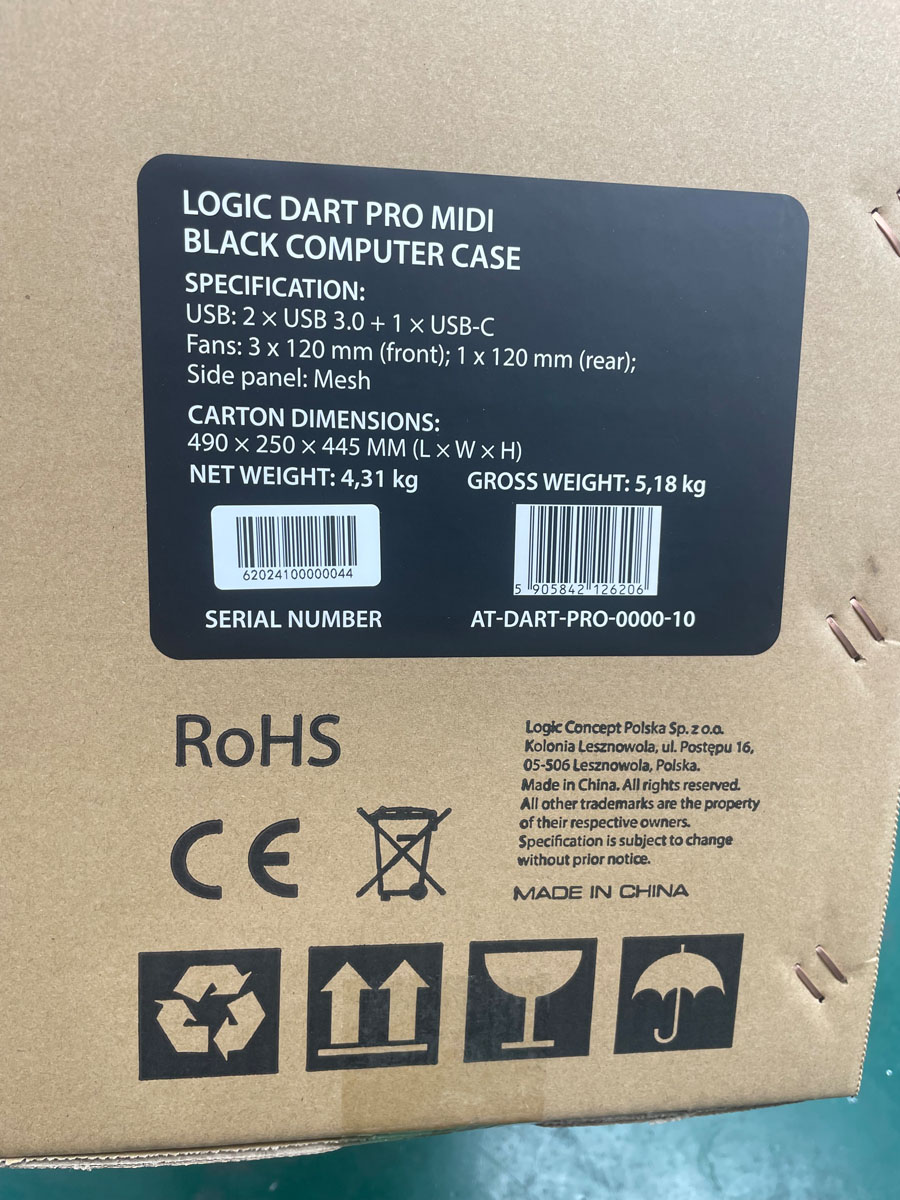 LOGIC DART PRO MIDI
BLACK COMPUTER CASE
SPECIFICATION:
USB: 2 × USB 3.0 + 1 × USB-C
Fans: 3 x 120 mm (front); 1 x 120 mm (rear);
Side panel: Mesh
CARTON DIMENSIONS:
490 × 250 × 445 MM (L × W × H)
NET WEIGHT: 4,31 kg
GROSS WEIGHT: 5,18 kg
62024100000044
5 905842 126206
SERIAL NUMBER
AT-DART-PRO-0000-10
RoHS
CE
Logic Concept Polska Sp. z o.o.
Kolonia Lesznowola, ul. Postępu 16,
05-506 Lesznowola, Polska.
Made in China. All rights reserved.
All other trademarks are the property
of their respective owners.
Specification is subject to change
without prior notice.
MADE IN CHINA